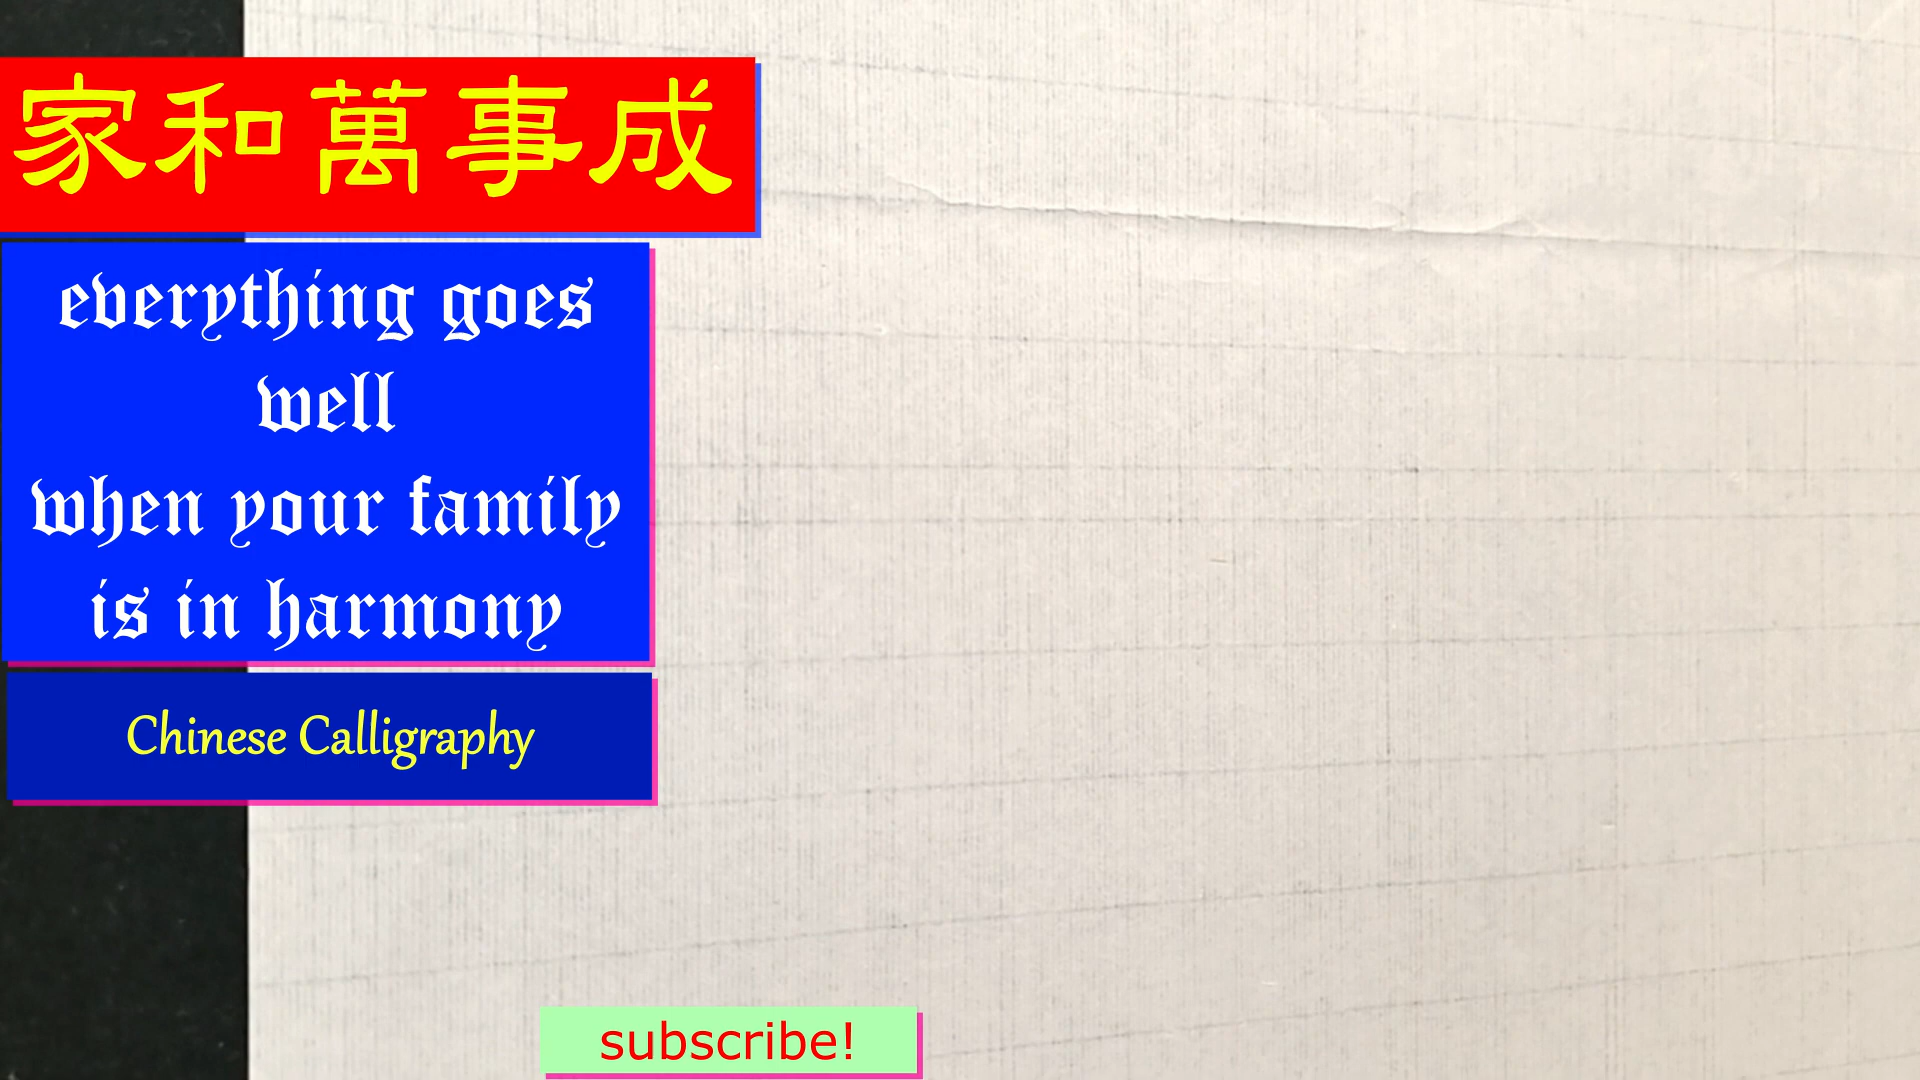 家和萬事成
everything goes
well
when your family
is in harmony
Chinese Calligraphy
subscribe!